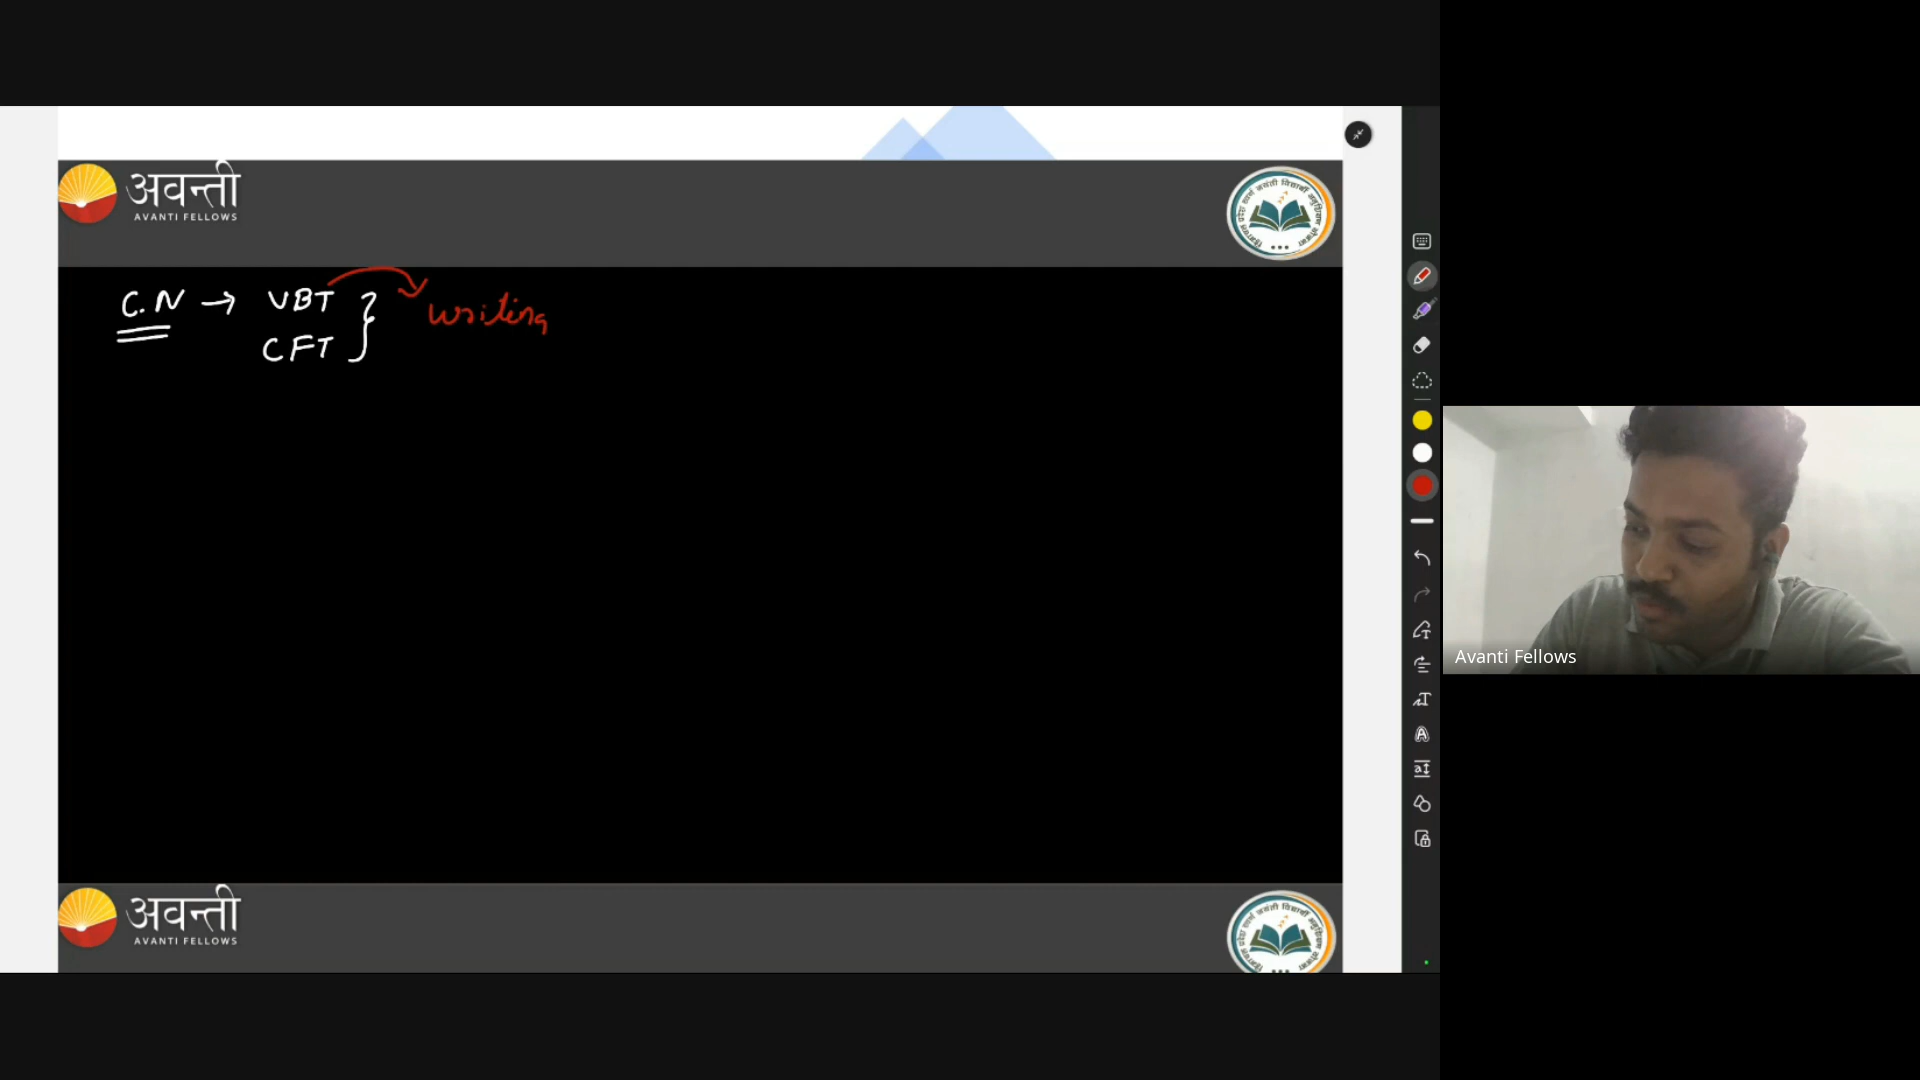 अवन्ती
AVANTI FELLOWS
C.N → VBT
CFT
writing
Avanti Fellows
अवन्ती
AVANTI FELLOWS